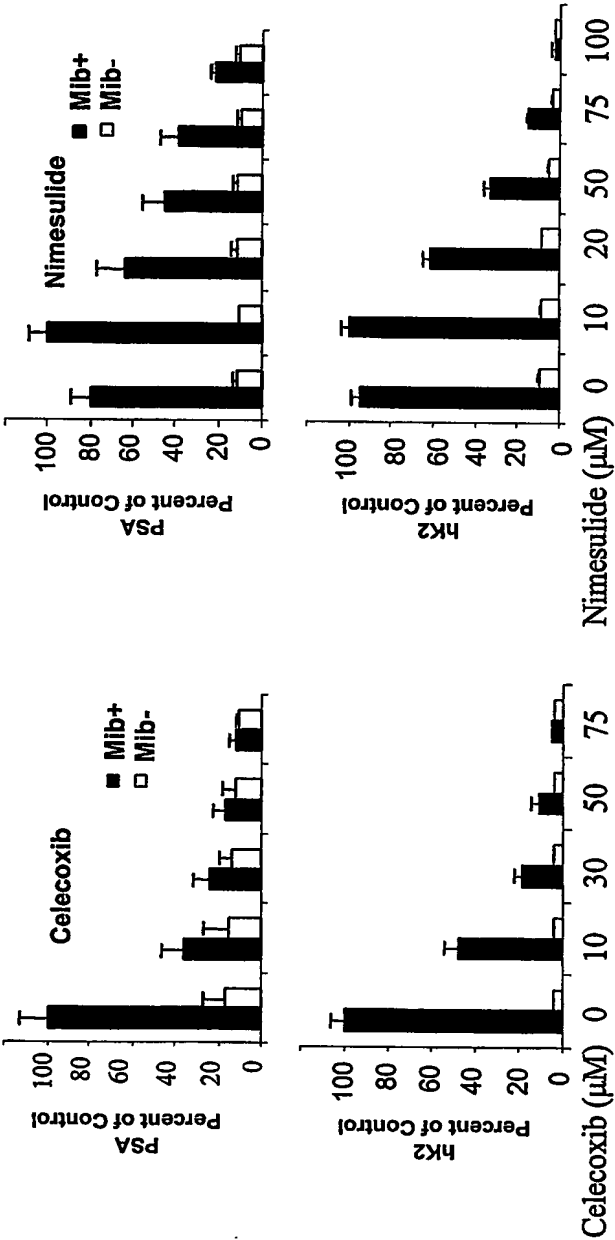 Celecoxib
Mib+
Mib-
PSA
Percent of Control
100
80
60
40
20
0
hK2
Percent of Control
100
80
60
40
20
0
Celecoxib (µM) 0 10 30 50 75
Nimesulide
Mib+
Mib-
PSA
Percent of Control
100
80
60
40
20
0
hK2
Percent of Control
100
80
60
40
20
0
Nimesulide (µM) 0 10 20 50 75 100